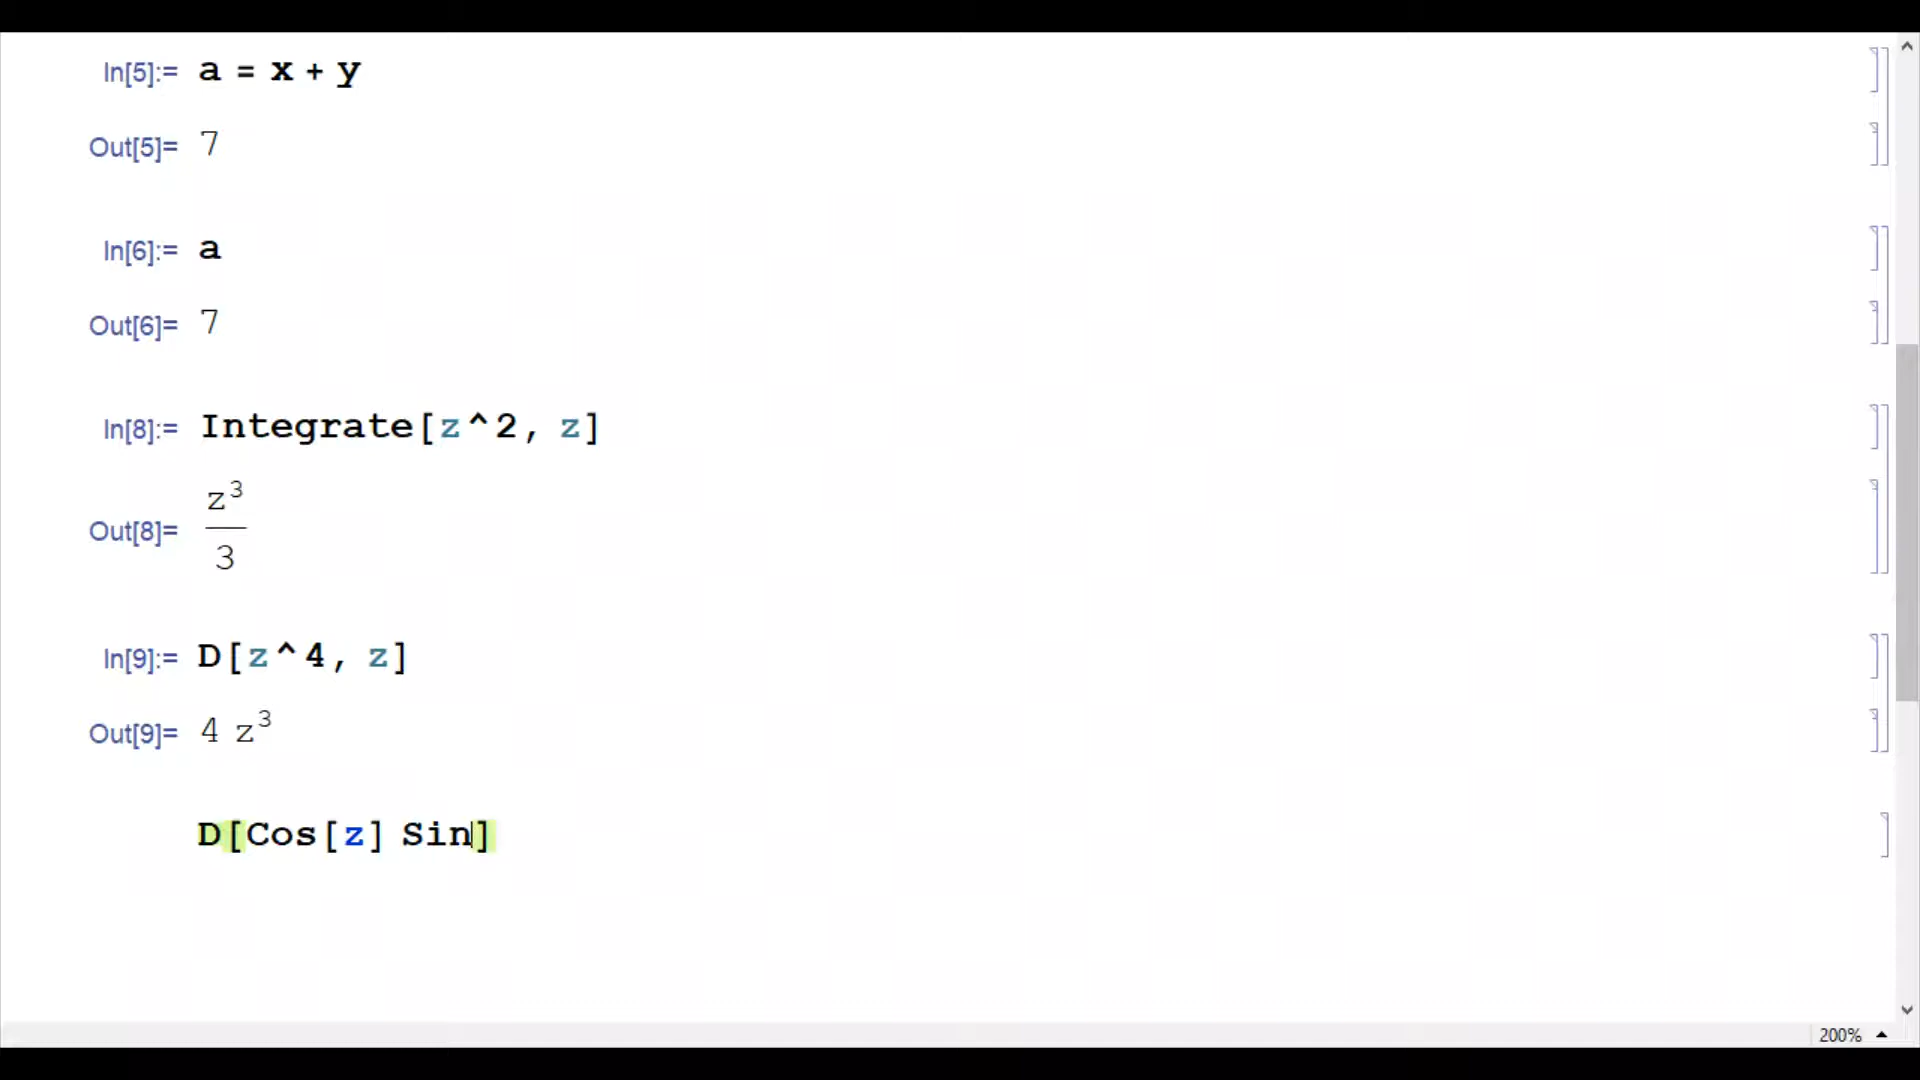 In[5]:= a = x + y
Out[5]= 7
In[6]:= a
Out[6]= 7
In[8]:= Integrate[z^2, z]
Out[8]= z³/3
In[9]:= D[z^4, z]
Out[9]= 4 z³
D[Cos[z] Sin]
200%